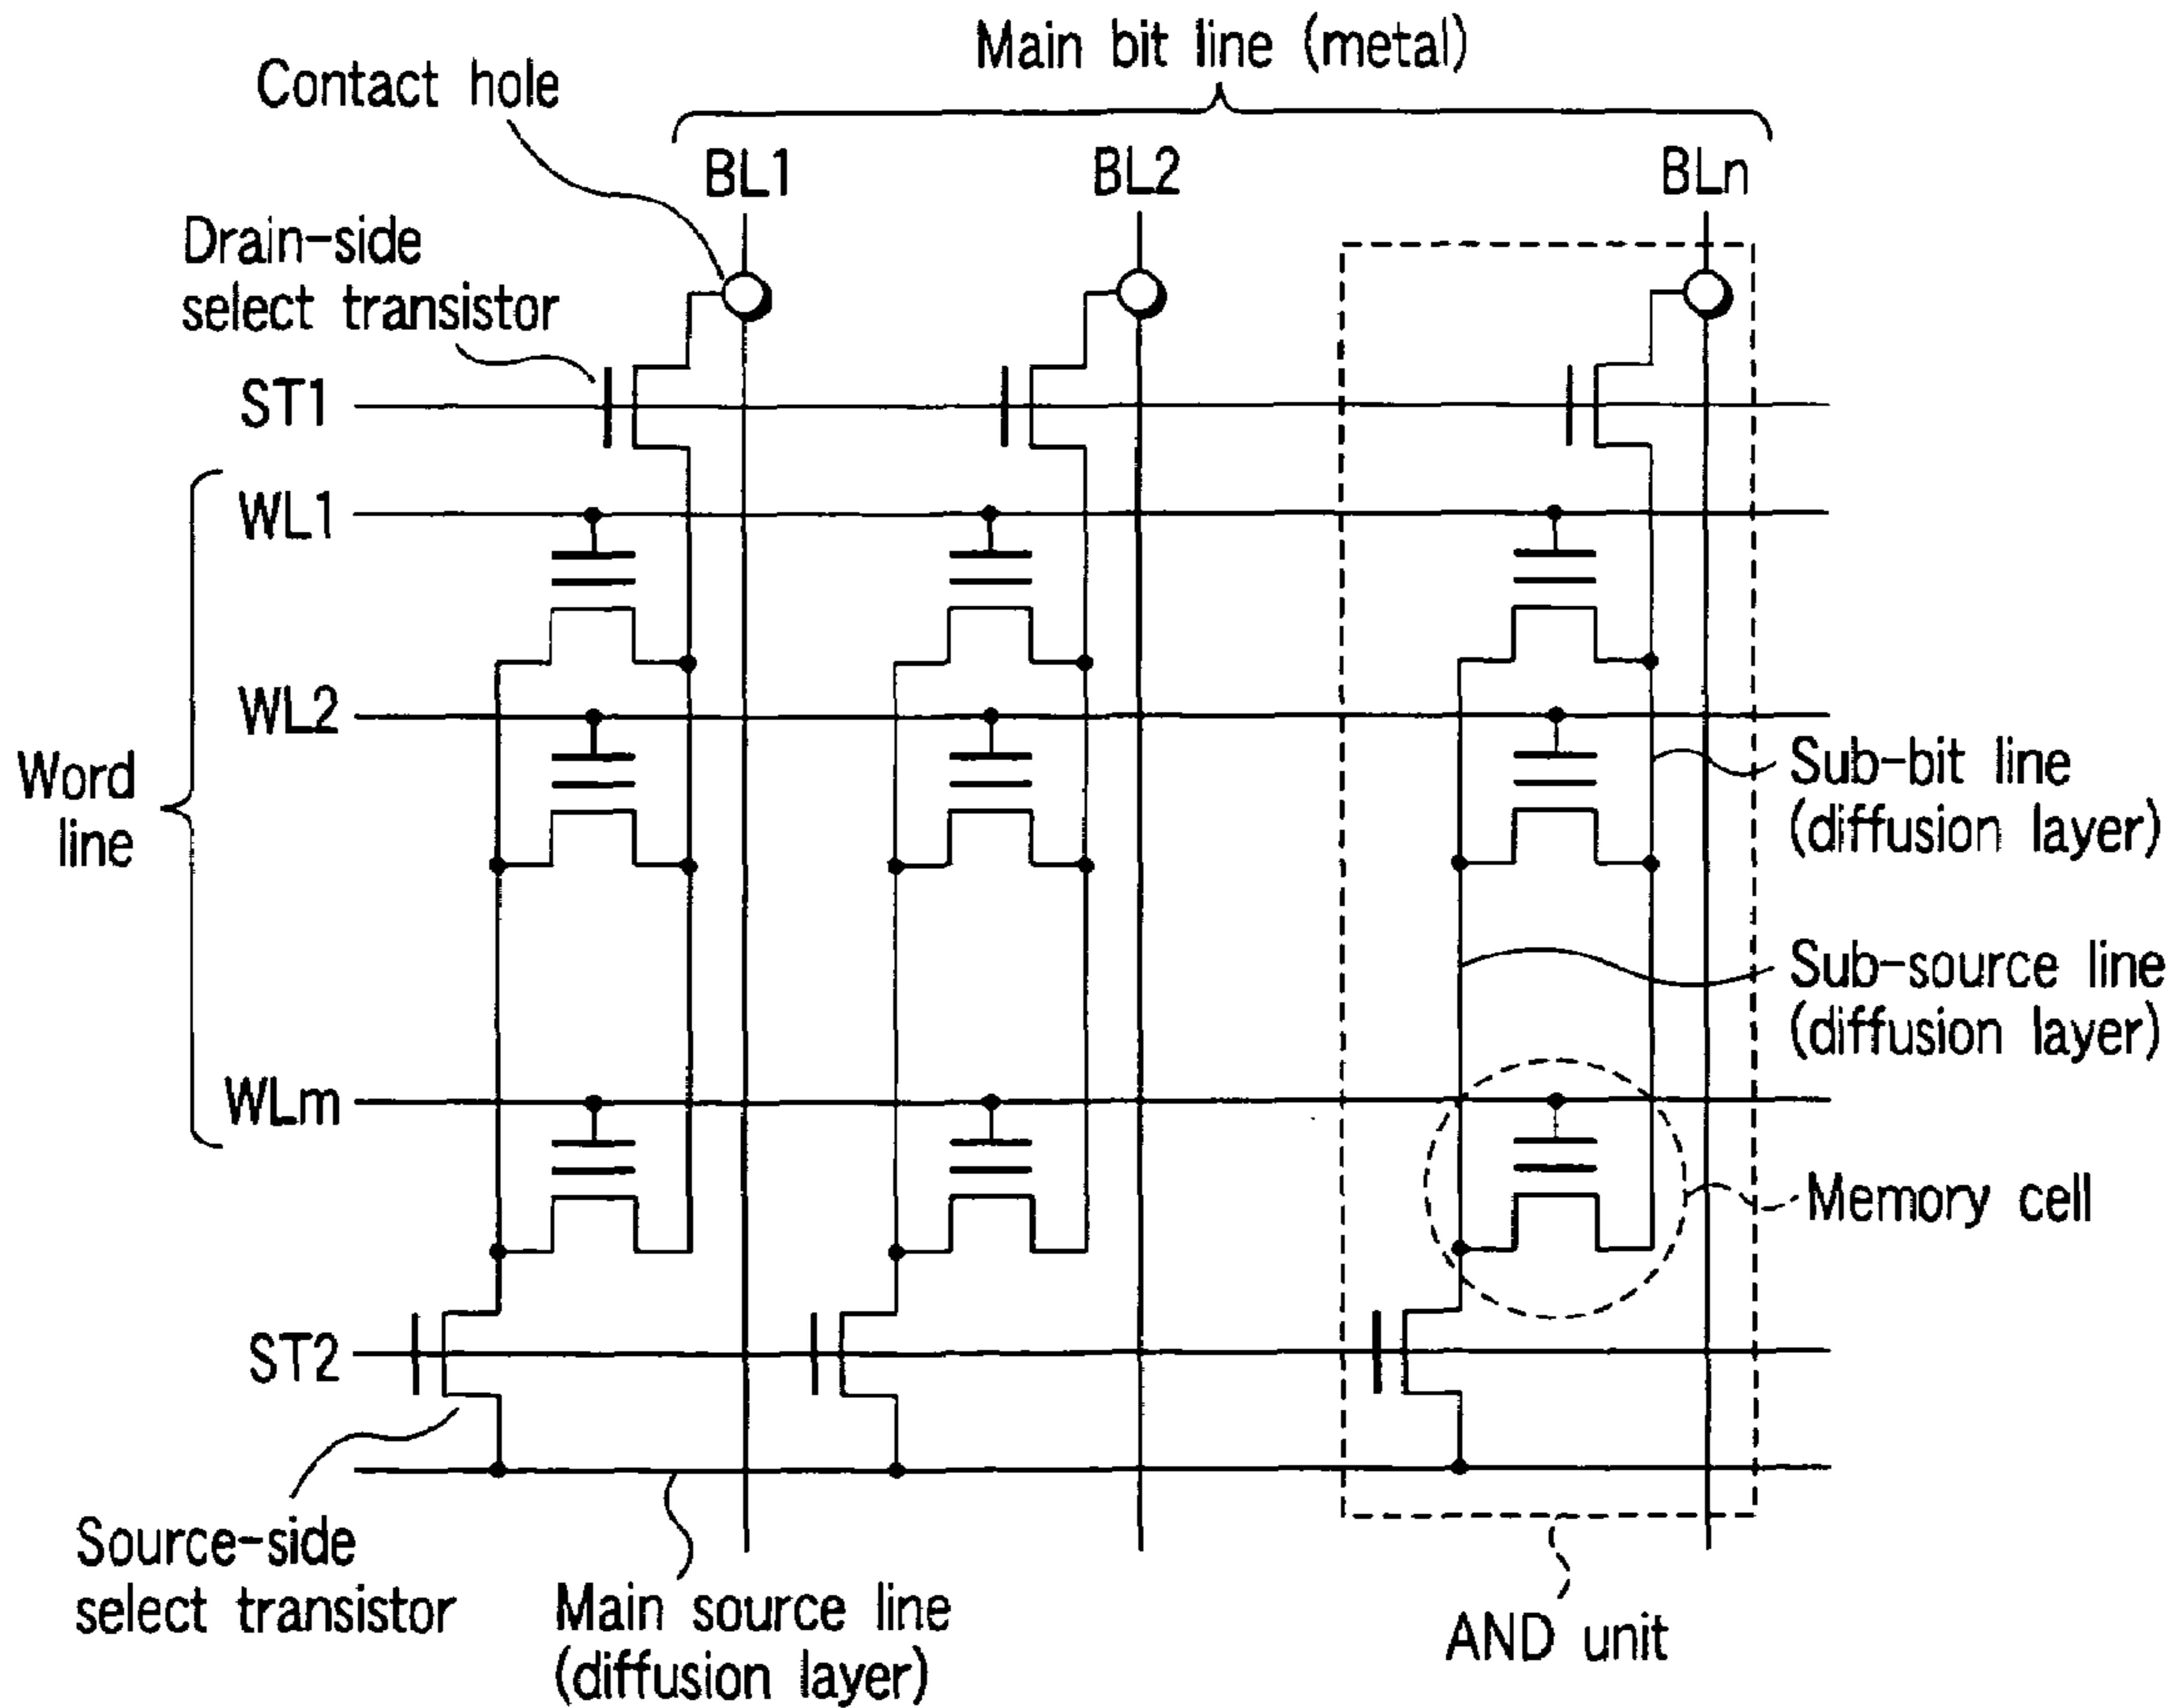 Main bit line (metal)
Contact hole
BL1
BL2
BLn
Drain-side
select transistor
ST1
WL1
WL2
Word
line
Sub-bit line
(diffusion layer)
Sub-source line
(diffusion layer)
WLm
Memory cell
ST2
Source-side
select transistor
Main source line
(diffusion layer)
AND unit